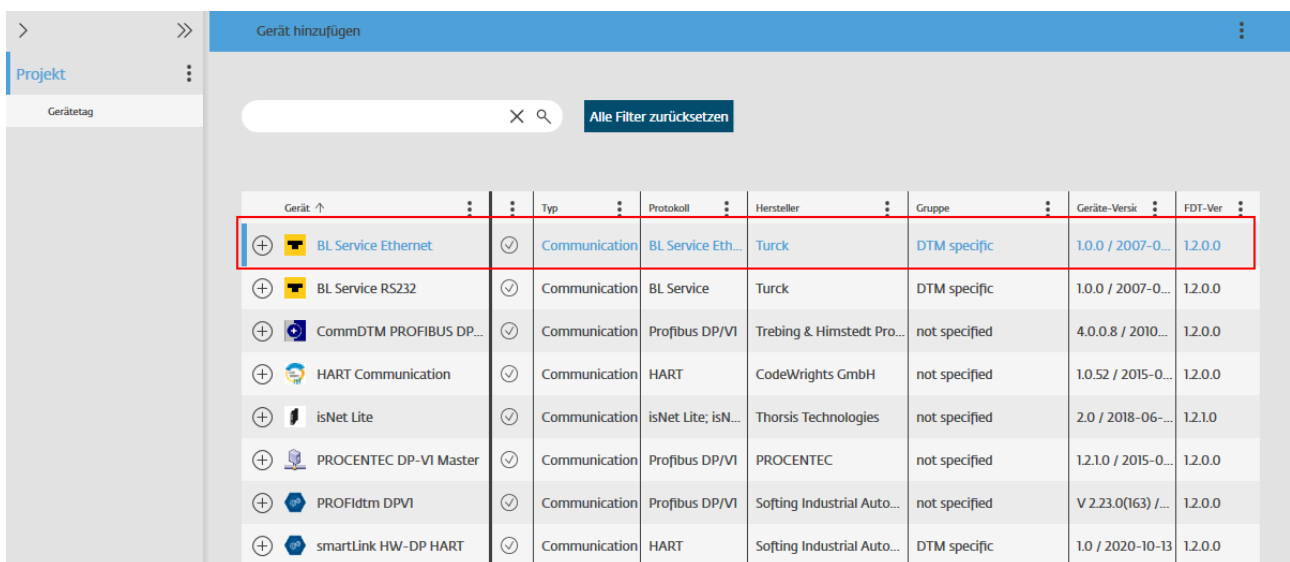 Gerät hinzufügen
Projekt
Gerätetag
Alle Filter zurücksetzen
Gerät Typ Protokoll Hersteller Gruppe Geräte-Versic FDT-Ver
BL Service Ethernet Communication BL Service Eth... Turck DTM specific 1.0.0 / 2007-0... 1.2.0.0
BL Service RS232 Communication BL Service Turck DTM specific 1.0.0 / 2007-0... 1.2.0.0
CommDTM PROFIBUS DP... Communication Profibus DP/V1 Trebing & Himstedt Pro... not specified 4.0.0.8 / 2010... 1.2.0.0
HART Communication Communication HART CodeWrights GmbH not specified 1.0.52 / 2015-0... 1.2.0.0
isNet Lite Communication isNet Lite; isN... Thorsis Technologies not specified 2.0 / 2018-06-... 1.2.1.0
PROCENTEC DP-V1 Master Communication Profibus DP/V1 PROCENTEC not specified 1.2.1.0 / 2015-0... 1.2.0.0
PROFIdtm DPV1 Communication Profibus DP/V1 Softing Industrial Auto... not specified V 2.23.0(163) /... 1.2.0.0
smartLink HW-DP HART Communication HART Softing Industrial Auto... DTM specific 1.0 / 2020-10-13 1.2.0.0